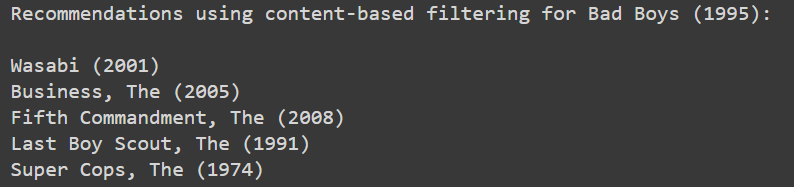 Recommendations using content-based filtering for Bad Boys (1995):
Wasabi (2001)
Business, The (2005)
Fifth Commandment, The (2008)
Last Boy Scout, The (1991)
Super Cops, The (1974)